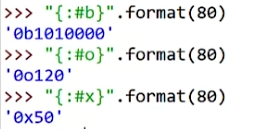 >>> "{:#b}".format(80)
'0b1010000'
>>> "{:#o}".format(80)
'0o120'
>>> "{:#x}".format(80)
'0x50'